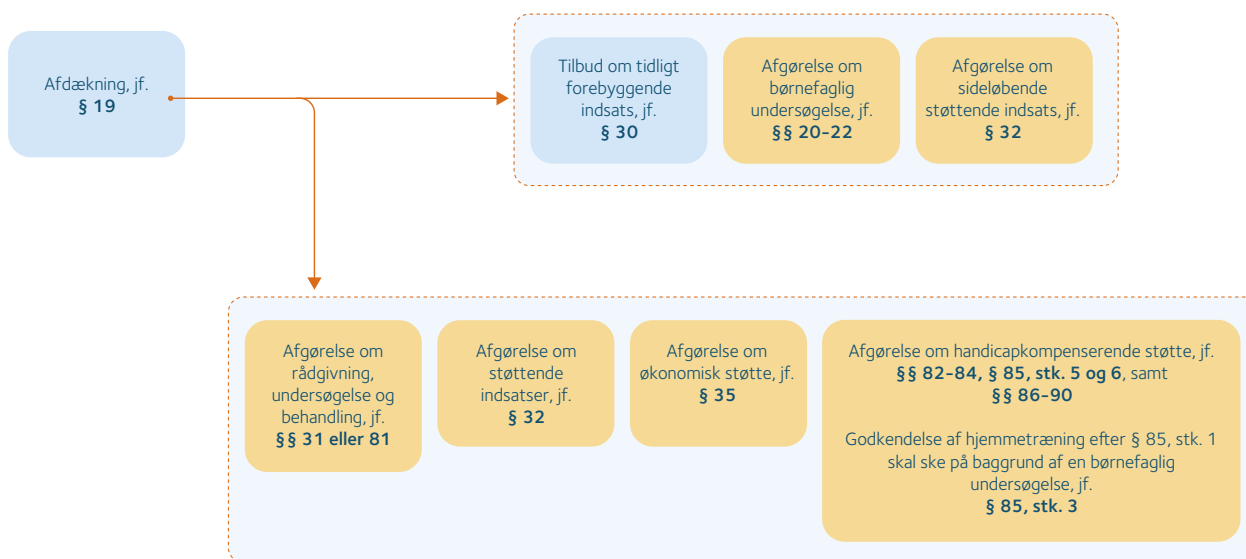 Afdækning, jf.
§ 19
Tilbud om tidligt
forebyggende
indsats, jf.
§ 30
Afgørelse om
børnefaglig
undersøgelse, jf.
§§ 20-22
Afgørelse om
sideløbende
støttende indsats, jf.
§ 32
Afgørelse om
rådgivning,
undersøgelse og
behandling, jf.
§§ 31 eller 81
Afgørelse om
støttende
indsatser, jf.
§ 32
Afgørelse om
økonomisk støtte, jf.
§ 35
Afgørelse om handicapkompenserende støtte, jf.
§§ 82-84, § 85, stk. 5 og 6, samt
§§ 86-90
Godkendelse af hjemmetræning efter § 85, stk. 1
skal ske på baggrund af en børnefaglig
undersøgelse, jf.
§ 85, stk. 3